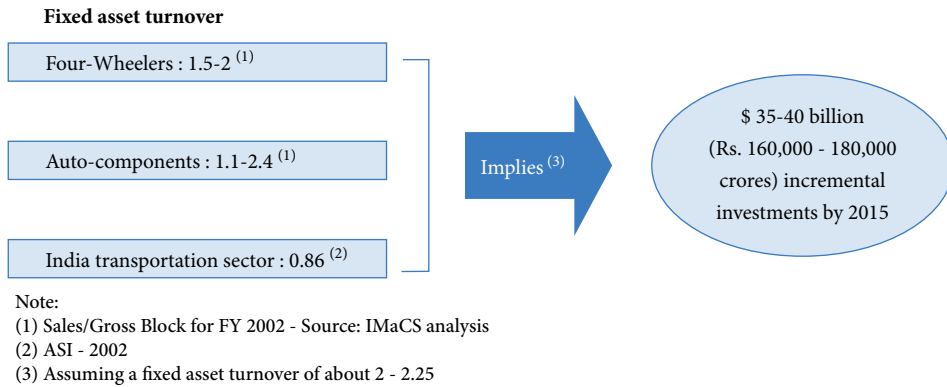 Fixed asset turnover
Four-Wheelers : 1.5-2 (1)
Auto-components : 1.1-2.4 (1)
India transportation sector : 0.86 (2)
Implies (3)
$ 35-40 billion
(Rs. 160,000 - 180,000
crores) incremental
investments by 2015
Note:
(1) Sales/Gross Block for FY 2002 - Source: IMaCS analysis
(2) ASI - 2002
(3) Assuming a fixed asset turnover of about 2 - 2.25